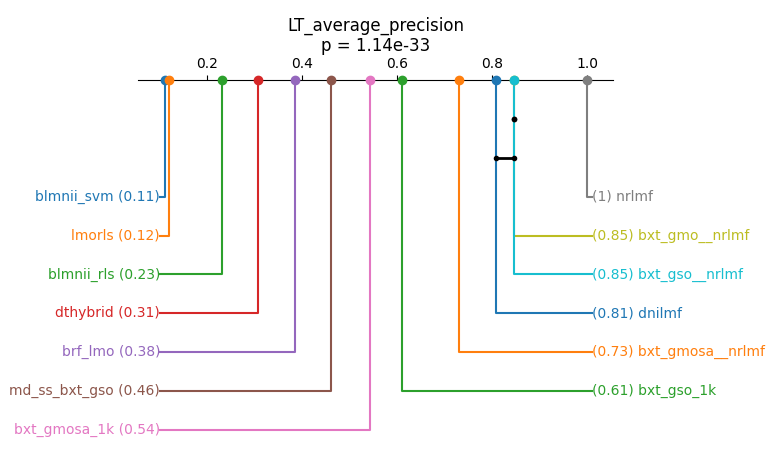 LT_average_precision
p = 1.14e-33
0.2 0.4 0.6 0.8 1.0
blmnii_svm (0.11) (1) nrlmf
lmorls (0.12) (0.85) bxt_gmo__nrlmf
blmnii_rls (0.23) (0.85) bxt_gso__nrlmf
dthybrid (0.31) (0.81) dnilmf
brf_lmo (0.38) (0.73) bxt_gmosa__nrlmf
md_ss_bxt_gso (0.46) (0.61) bxt_gso_1k
bxt_gmosa_1k (0.54)